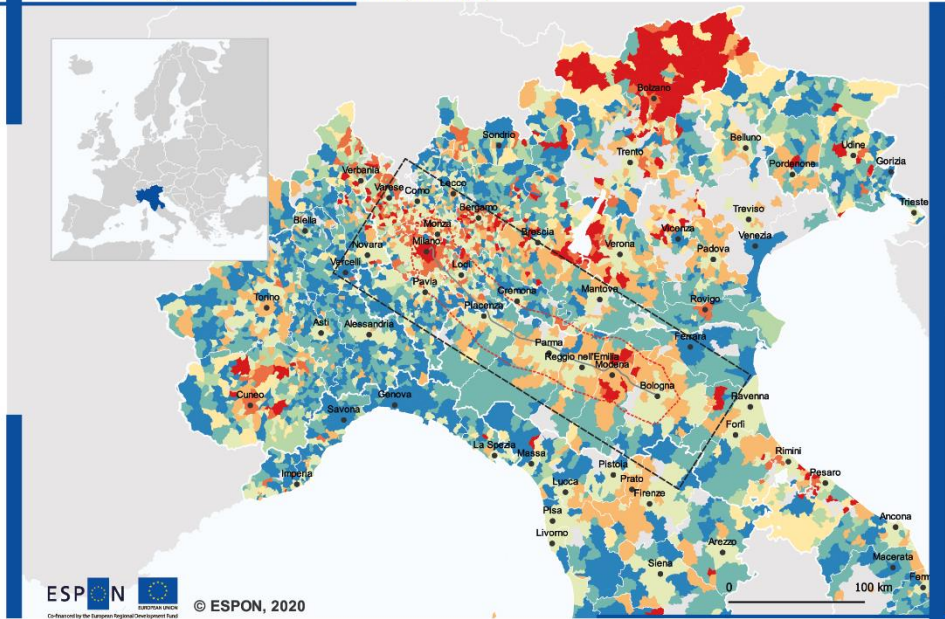 Bolzano
Sondrio
Trento
Belluno
Pordenone
Udine
Gorizia
Verbania
Varese
Como
Lecco
Bergamo
Treviso
Trieste
Biella
Monza
Milano
Brescia
Vicenza
Verona
Padova
Venezia
Novara
Vercelli
Lodi
Pavia
Cremona
Mantova
Rovigo
Torino
Piacenza
Asti
Alessandria
Parma
Reggio nell'Emilia
Modena
Ferrara
Bologna
Cuneo
Genova
Savona
Ravenna
Forlì
La Spezia
Massa
Rimini
Imperia
Pistoia
Prato
Pesaro
Lucca
Firenze
Pisa
Ancona
Livorno
Arezzo
Macerata
Siena
Ferm
0 100 km
ESPON
EUROPEAN UNION
Co-financed by the European Regional Development Fund
© ESPON, 2020